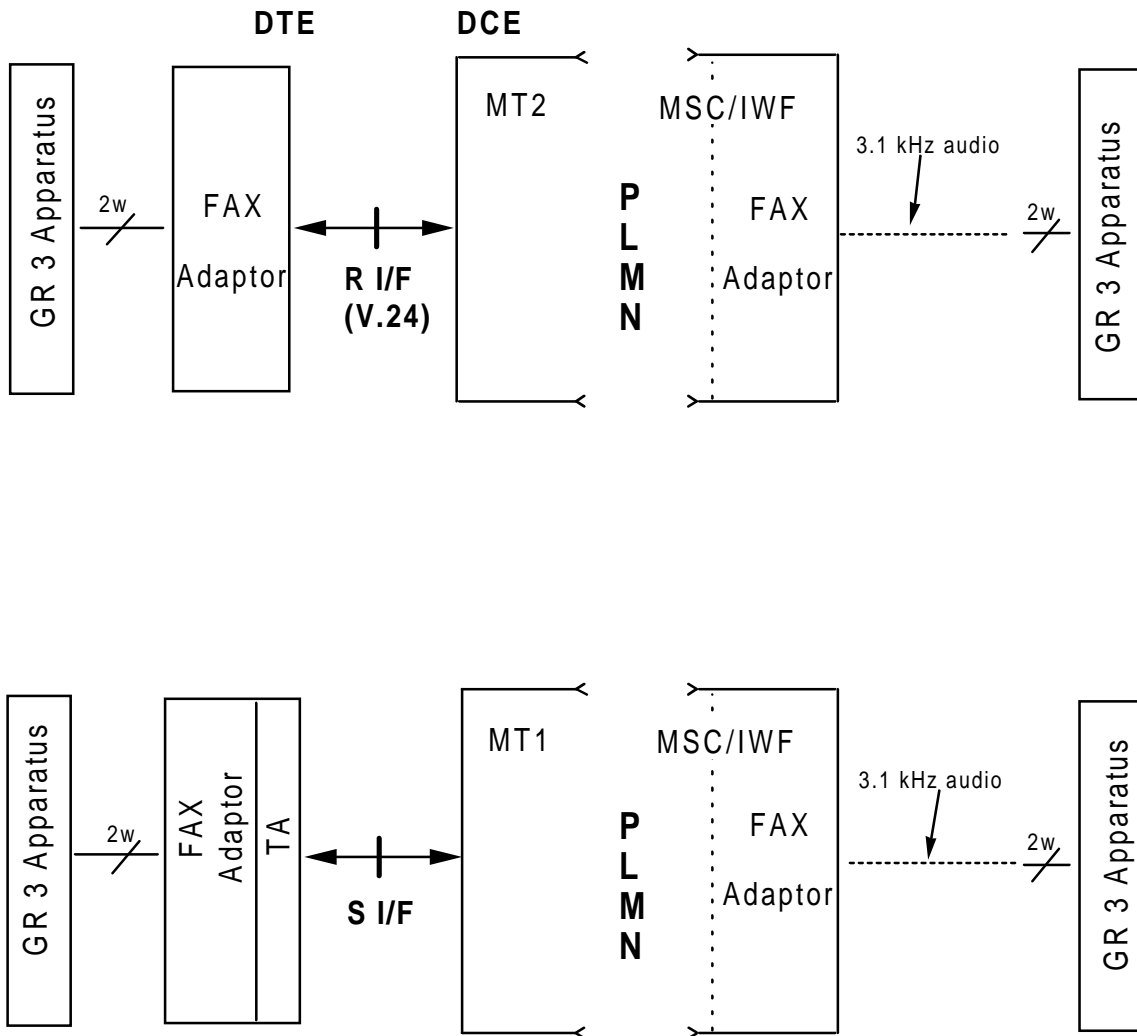 DTE
DCE
GR 3 Apparatus
2w
FAX
Adaptor
R I/F
(V.24)
MT2
PLMN
MSC/IWF
FAX
Adaptor
3.1 kHz audio
2w
GR 3 Apparatus
GR 3 Apparatus
2w
FAX
Adaptor
TA
S I/F
MT1
PLMN
MSC/IWF
FAX
Adaptor
3.1 kHz audio
2w
GR 3 Apparatus